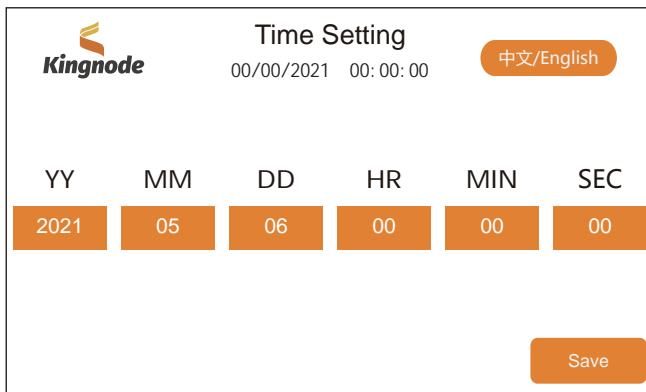 Kingnode
Time Setting
00/00/2021 00:00:00
中文/English
YY MM DD HR MIN SEC
2021 05 06 00 00 00
Save